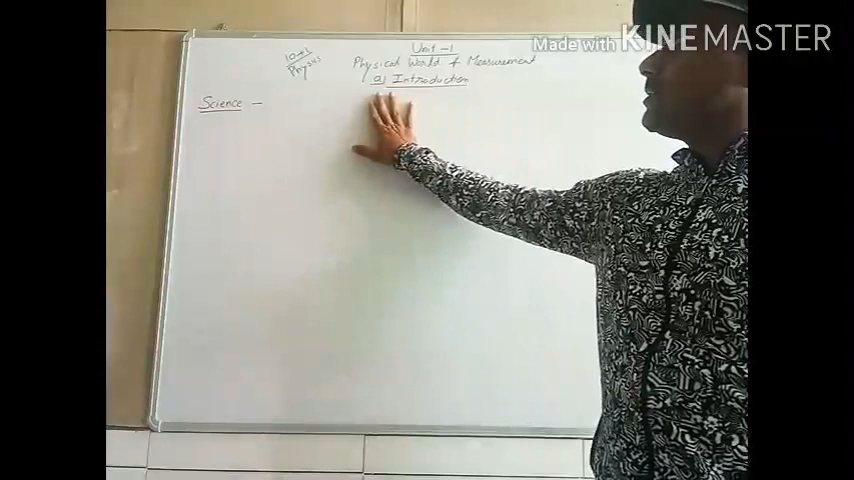 Unit-1
10+1
Physics
Physical World & Measurement
a) Introduction
Science -
Made with KINEMASTER